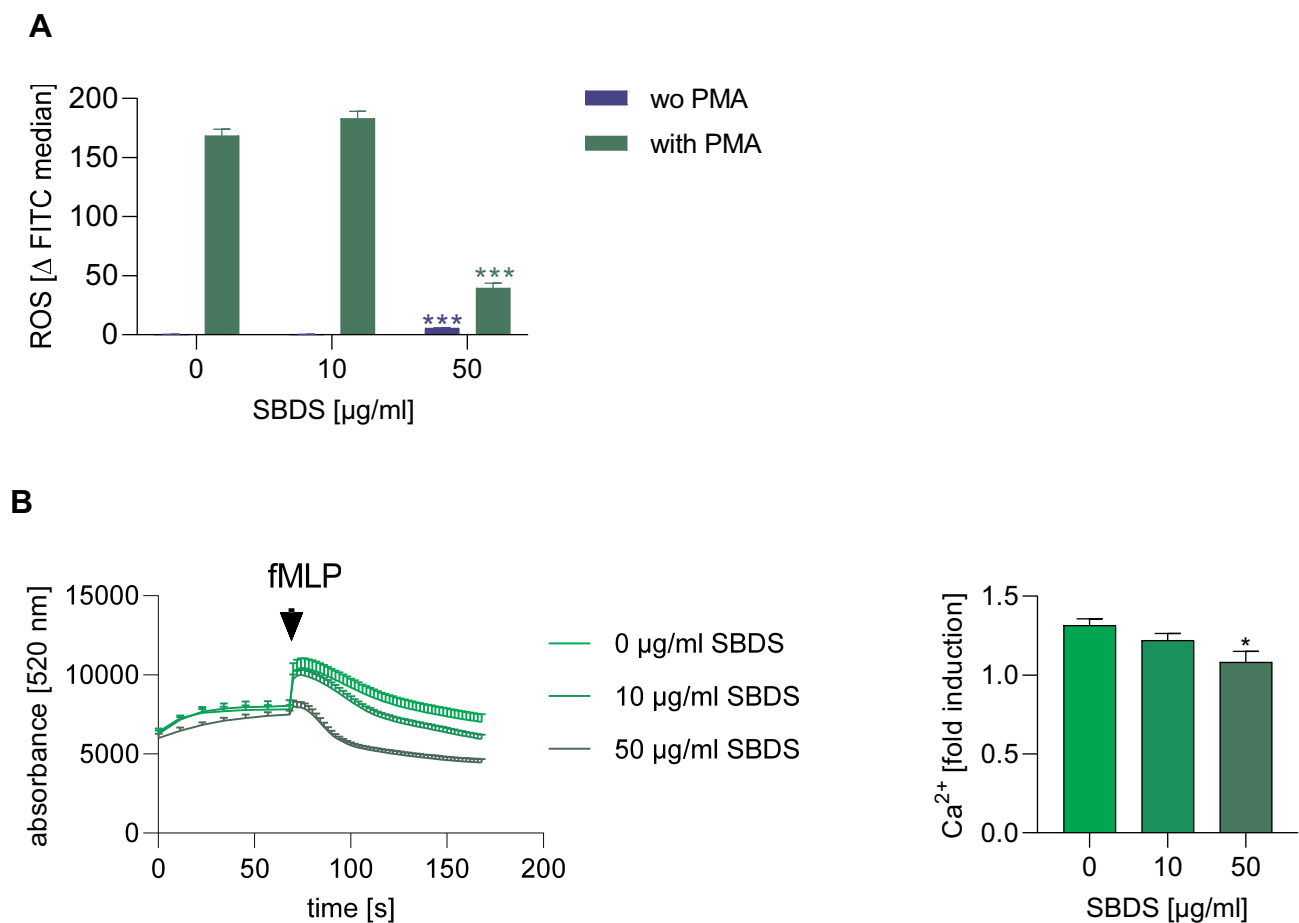 A
200
150
100
50
0
ROS [Δ FITC median]
***
***
0
10
50
SBDS [µg/ml]
wo PMA
with PMA
B
fMLP
15000
10000
5000
0
absorbance [520 nm]
0
50
100
150
200
time [s]
0 µg/ml SBDS
10 µg/ml SBDS
50 µg/ml SBDS
1.5
1.0
0.5
0.0
Ca²⁺ [fold induction]
*
0
10
50
SBDS [µg/ml]